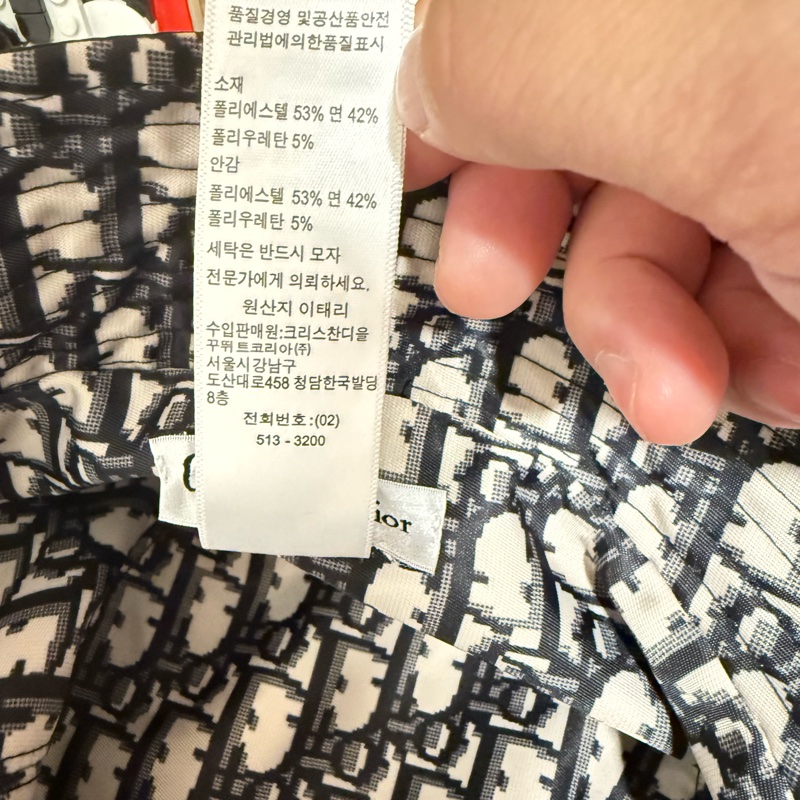 품질경영 및공산품안전
관리법에의한품질표시
소재
폴리에스텔 53% 면 42%
폴리우레탄 5%
안감
폴리에스텔 53% 면 42%
폴리우레탄 5%
세탁은 반드시 모자
전문가에게 의뢰하세요.
원산지 이태리
수입판매원:크리스찬디올
꾸뛰트코리아(주)
서울시강남구
도산대로458 청담한국빌딩
8층
전회번호:(02)
513 - 3200
ior